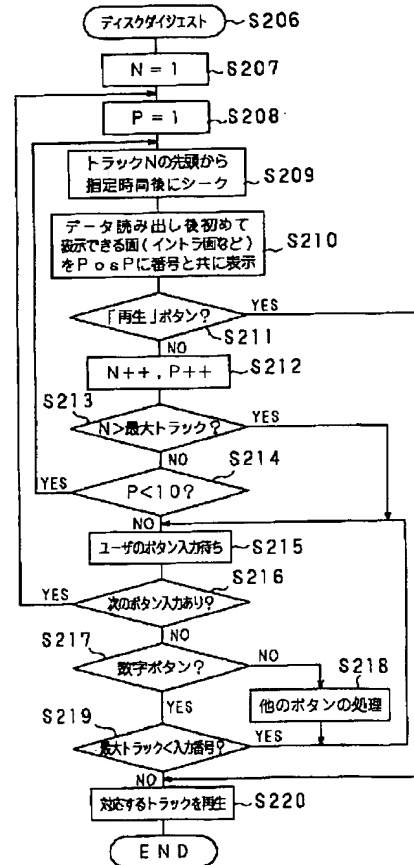 ディスクダイジェスト
S206
N = 1
S207
P = 1
S208
トラックNの先頭から
指定時間後にシーク
S209
データ読み出し後初めて
表示できる画(イントラ画など)
をPosPに番号と共に表示
S210
「再生」ボタン?
YES
S211
NO
N++, P++
S212
S213
N>最大トラック?
YES
NO
S214
P<10?
YES
NO
ユーザのボタン入力待ち
S215
S216
次のボタン入力あり?
YES
NO
S217
数字ボタン?
NO
S218
他のボタンの処理
YES
S219
最大トラック<入力番号?
YES
NO
対応するトラックを再生
S220
END